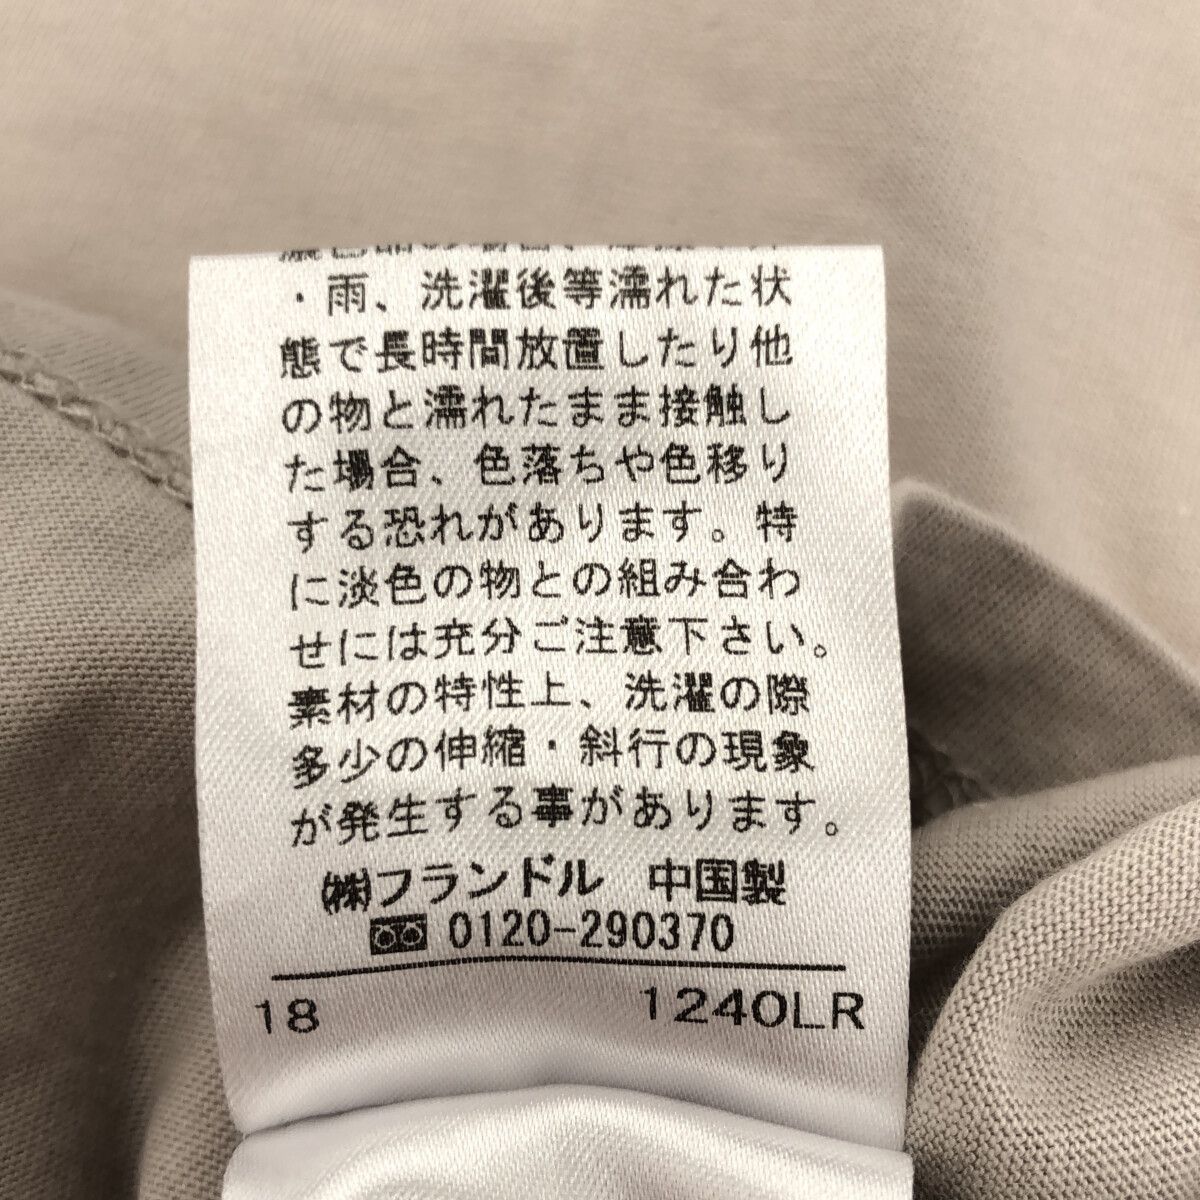 ・雨、洗濯後等濡れた状
態で長時間放置したり他
の物と濡れたまま接触し
た場合、色落ちや色移り
する恐れがあります。特
に淡色の物との組み合わ
せには充分ご注意下さい。
素材の特性上、洗濯の際
多少の伸縮・斜行の現象
が発生する事があります。
㈱フランドル 中国製
0120-290370
18 1240LR